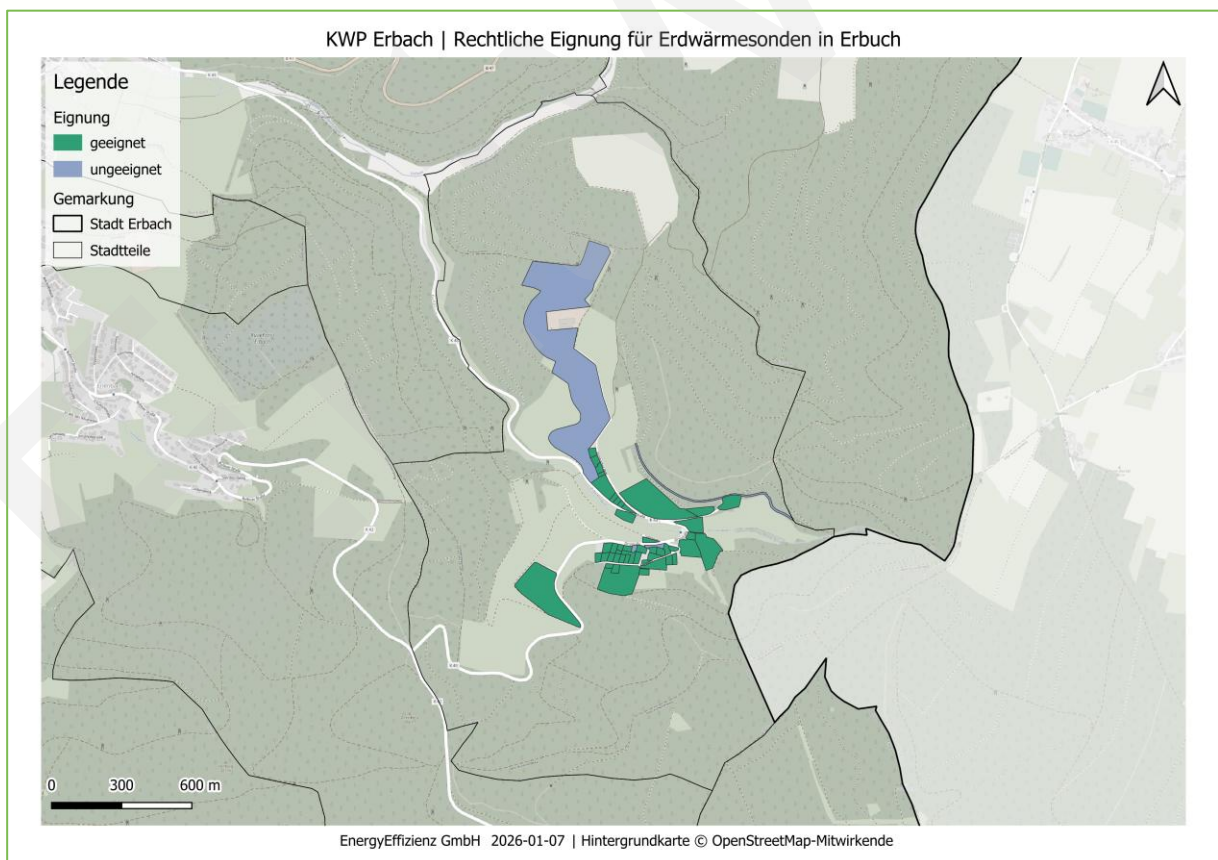 KWP Erbach | Rechtliche Eignung für Erdwärmesonden in Erbuch
Legende
Eignung
geeignet
ungeeignet
Gemarkung
Stadt Erbach
Stadtteile
0 300 600 m
EnergyEffizienz GmbH 2026-01-07 | Hintergrundkarte © OpenStreetMap-Mitwirkende